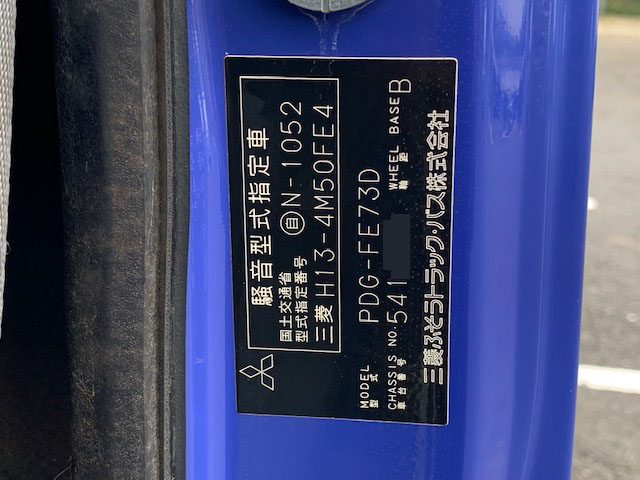 騒音型式指定車
国土交通省
型式指定番号 自 N-1052
三菱 H13-4M50FE4
MODEL
型式 PDG-FE73D
CHASSIS NO. 541
車台番号
WHEEL BASE B
軸距
三菱ふそうトラック・バス株式会社